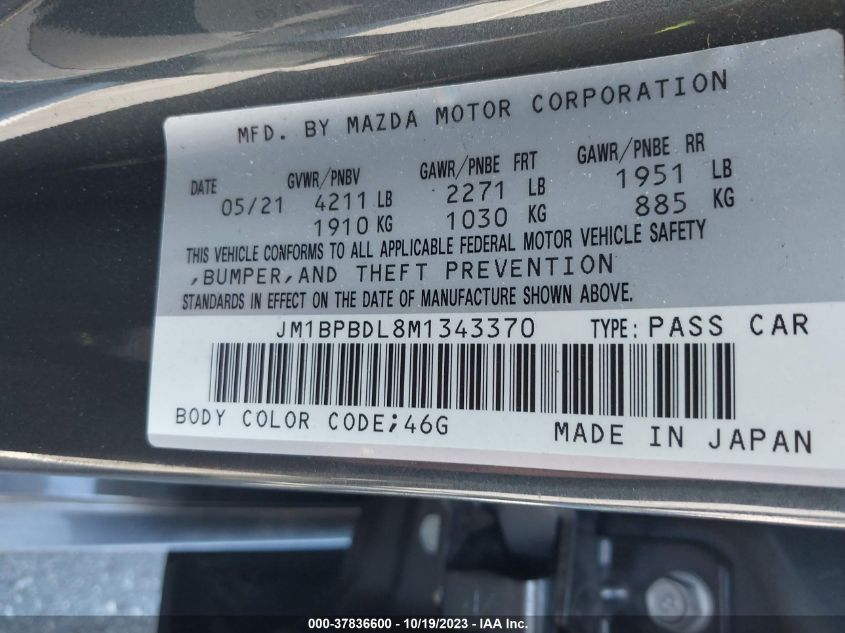 MFD. BY MAZDA MOTOR CORPORATION
DATE GVWR/PNBV GAWR/PNBE FRT GAWR/PNBE RR
05/21 4211 LB 2271 LB 1951 LB
1910 KG 1030 KG 885 KG
THIS VEHICLE CONFORMS TO ALL APPLICABLE FEDERAL MOTOR VEHICLE SAFETY
,BUMPER,AND THEFT PREVENTION
STANDARDS IN EFFECT ON THE DATE OF MANUFACTURE SHOWN ABOVE.
JM1BPBDL8M1343370 TYPE: PASS CAR
BODY COLOR CODE;46G MADE IN JAPAN
000-37836600 - 10/19/2023 - IAA Inc.